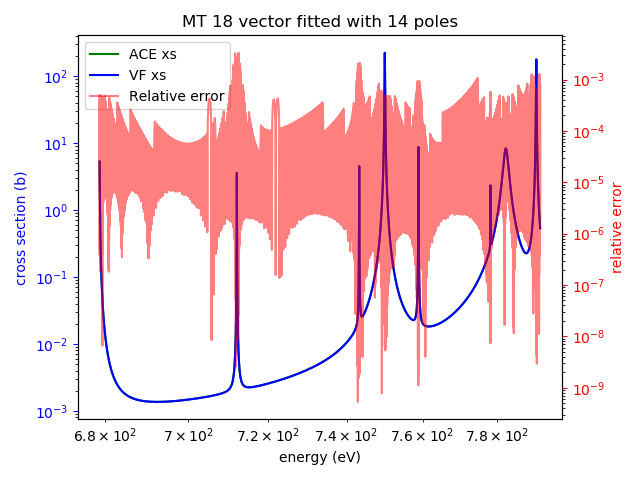 MT 18 vector fitted with 14 poles
ACE xs
VF xs
Relative error
cross section (b)
10²
10¹
10⁰
10⁻¹
10⁻²
10⁻³
relative error
10⁻³
10⁻⁴
10⁻⁵
10⁻⁶
10⁻⁷
10⁻⁸
10⁻⁹
6.8 × 10² 7 × 10² 7.2 × 10² 7.4 × 10² 7.6 × 10² 7.8 × 10²
energy (eV)